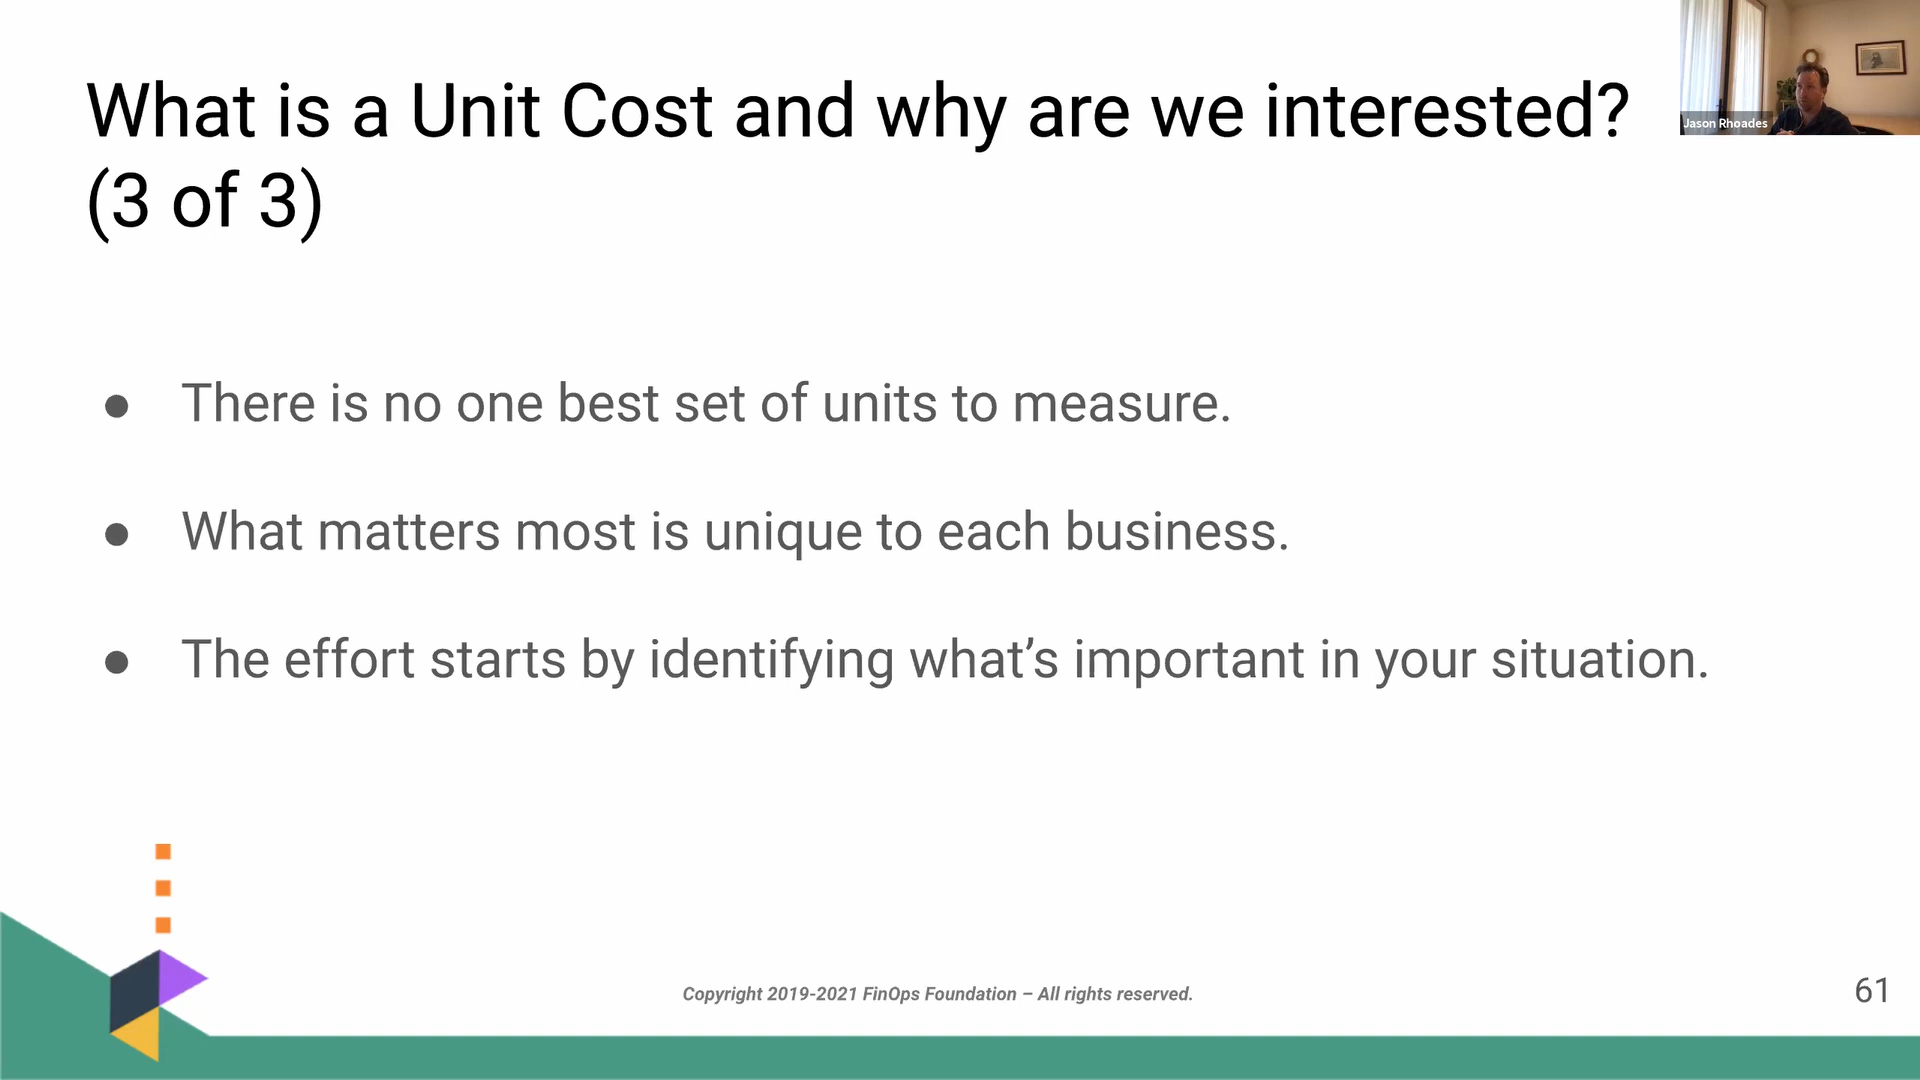 What is a Unit Cost and why are we interested?
(3 of 3)
Jason Rhoades
● There is no one best set of units to measure.
● What matters most is unique to each business.
● The effort starts by identifying what’s important in your situation.
Copyright 2019-2021 FinOps Foundation – All rights reserved.
61